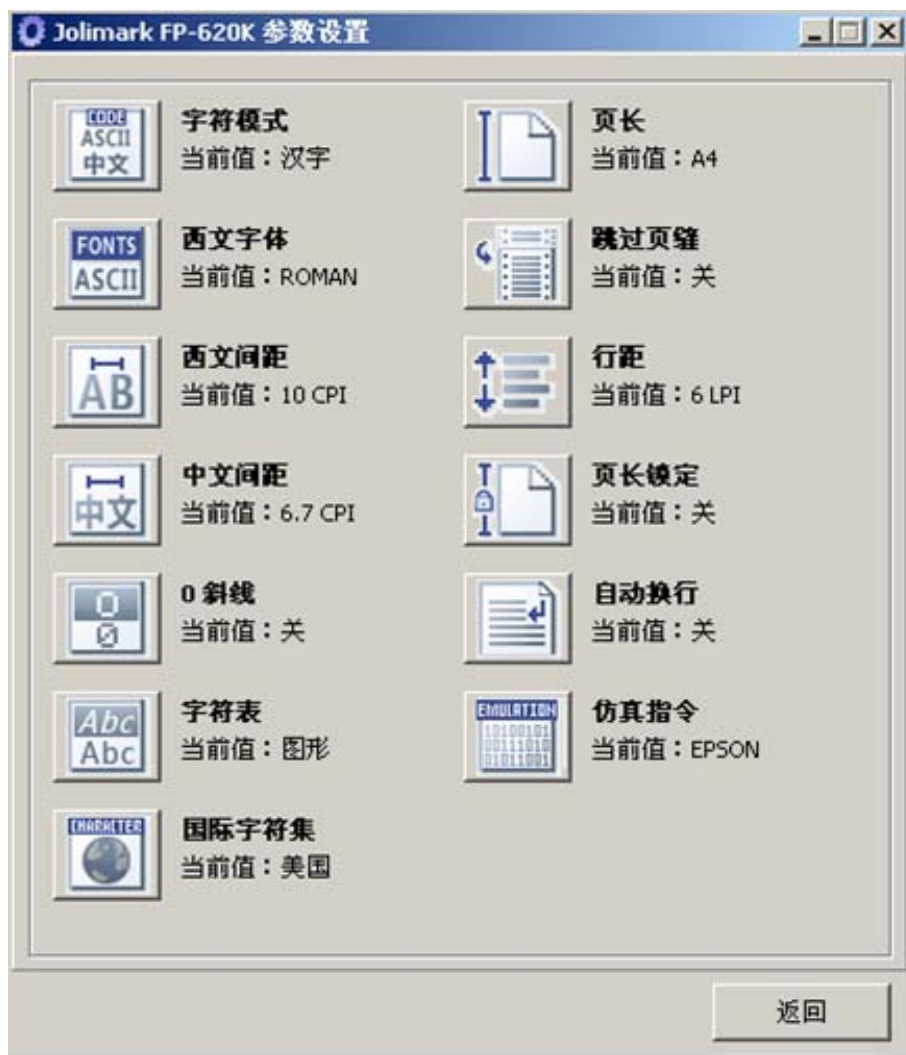 Jolimark FP-620K 参数设置
CODE
ASCII
中文
字符模式
当前值：汉字
页长
当前值：A4
FONTS
ASCII
西文字体
当前值：ROMAN
跳过页缝
当前值：关
AB
西文间距
当前值：10 CPI
行距
当前值：6 LPI
中文
中文间距
当前值：6.7 CPI
页长锁定
当前值：关
0
0
0 斜线
当前值：关
自动换行
当前值：关
Abc
Abc
字符表
当前值：图形
EMULATION
10100101
00111010
01011001
仿真指令
当前值：EPSON
CHARACTER
国际字符集
当前值：美国
返回